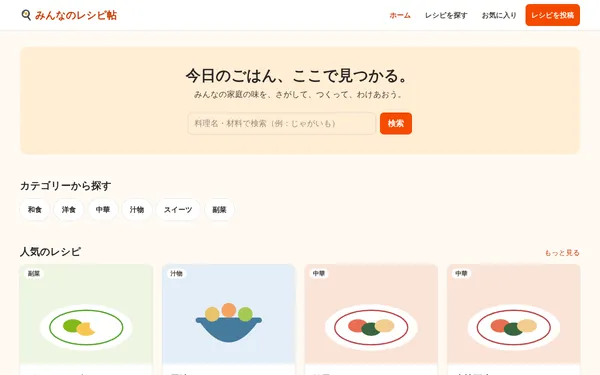 みんなのレシピ帖
ホーム
レシピを探す
お気に入り
レシピを投稿
今日のごはん、ここで見つかる。
みんなの家庭の味を、さがして、つくって、わけあおう。
料理名・材料で検索（例：じゃがいも）
検索
カテゴリーから探す
和食
洋食
中華
汁物
スイーツ
副菜
人気のレシピ
もっと見る
副菜
汁物
中華
中華